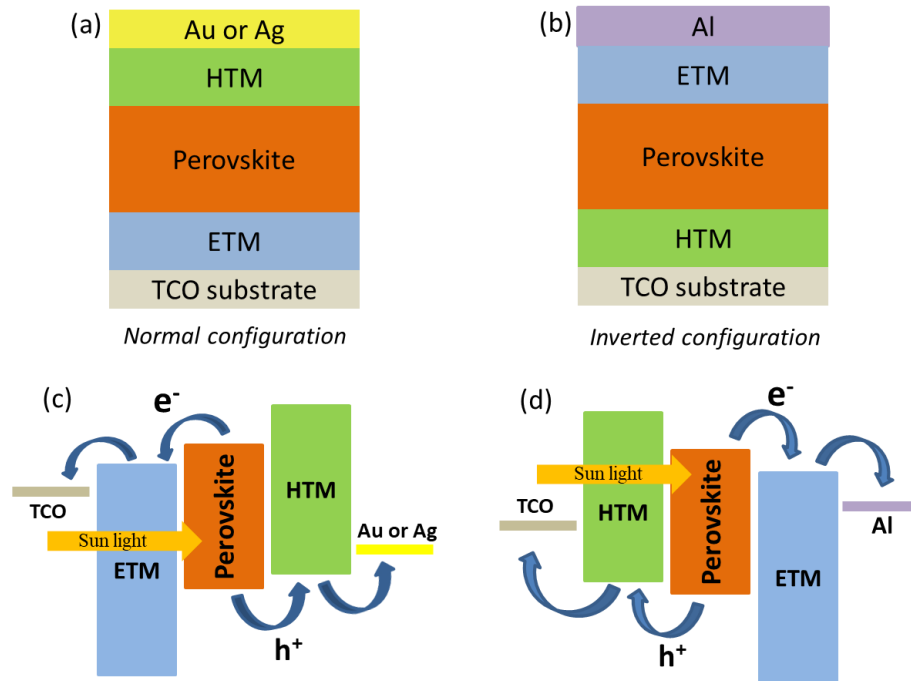 (a)
Au or Ag
HTM
Perovskite
ETM
TCO substrate
Normal configuration
(b)
Al
ETM
Perovskite
HTM
TCO substrate
Inverted configuration
(c)
e-
TCO
Sun light
ETM
Perovskite
HTM
Au or Ag
h+
(d)
e-
Sun light
TCO
HTM
Perovskite
ETM
Al
h+